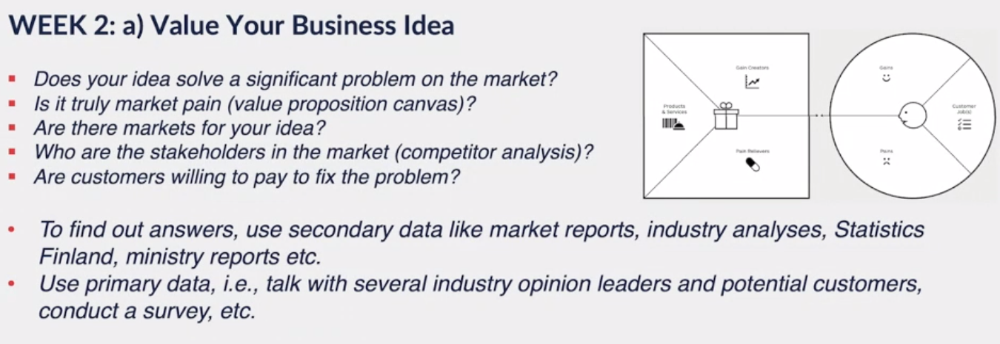 WEEK 2: a) Value Your Business Idea
▪ Does your idea solve a significant problem on the market?
▪ Is it truly market pain (value proposition canvas)?
▪ Are there markets for your idea?
▪ Who are the stakeholders in the market (competitor analysis)?
▪ Are customers willing to pay to fix the problem?
Gain Creators
Products
& Services
Pain Relievers
Gains
Customer
Job(s)
Pains
• To find out answers, use secondary data like market reports, industry analyses, Statistics
Finland, ministry reports etc.
• Use primary data, i.e., talk with several industry opinion leaders and potential customers,
conduct a survey, etc.